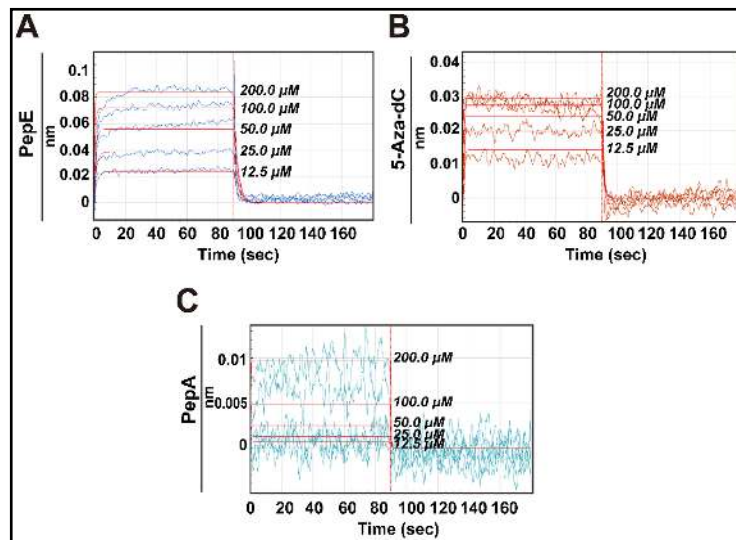 A
PepE
nm
0.1
0.08
0.06
0.04
0.02
0
200.0 µM
100.0 µM
50.0 µM
25.0 µM
12.5 µM
0 20 40 60 80 100 120 140 160
Time (sec)
B
5-Aza-dC
nm
0.04
0.03
0.02
0.01
0
200.0 µM
100.0 µM
50.0 µM
25.0 µM
12.5 µM
0 20 40 60 80 100 120 140 160
Time (sec)
C
PepA
nm
0.01
0.005
0
200.0 µM
100.0 µM
50.0 µM
25.0 µM
12.5 µM
0 20 40 60 80 100 120 140 160
Time (sec)